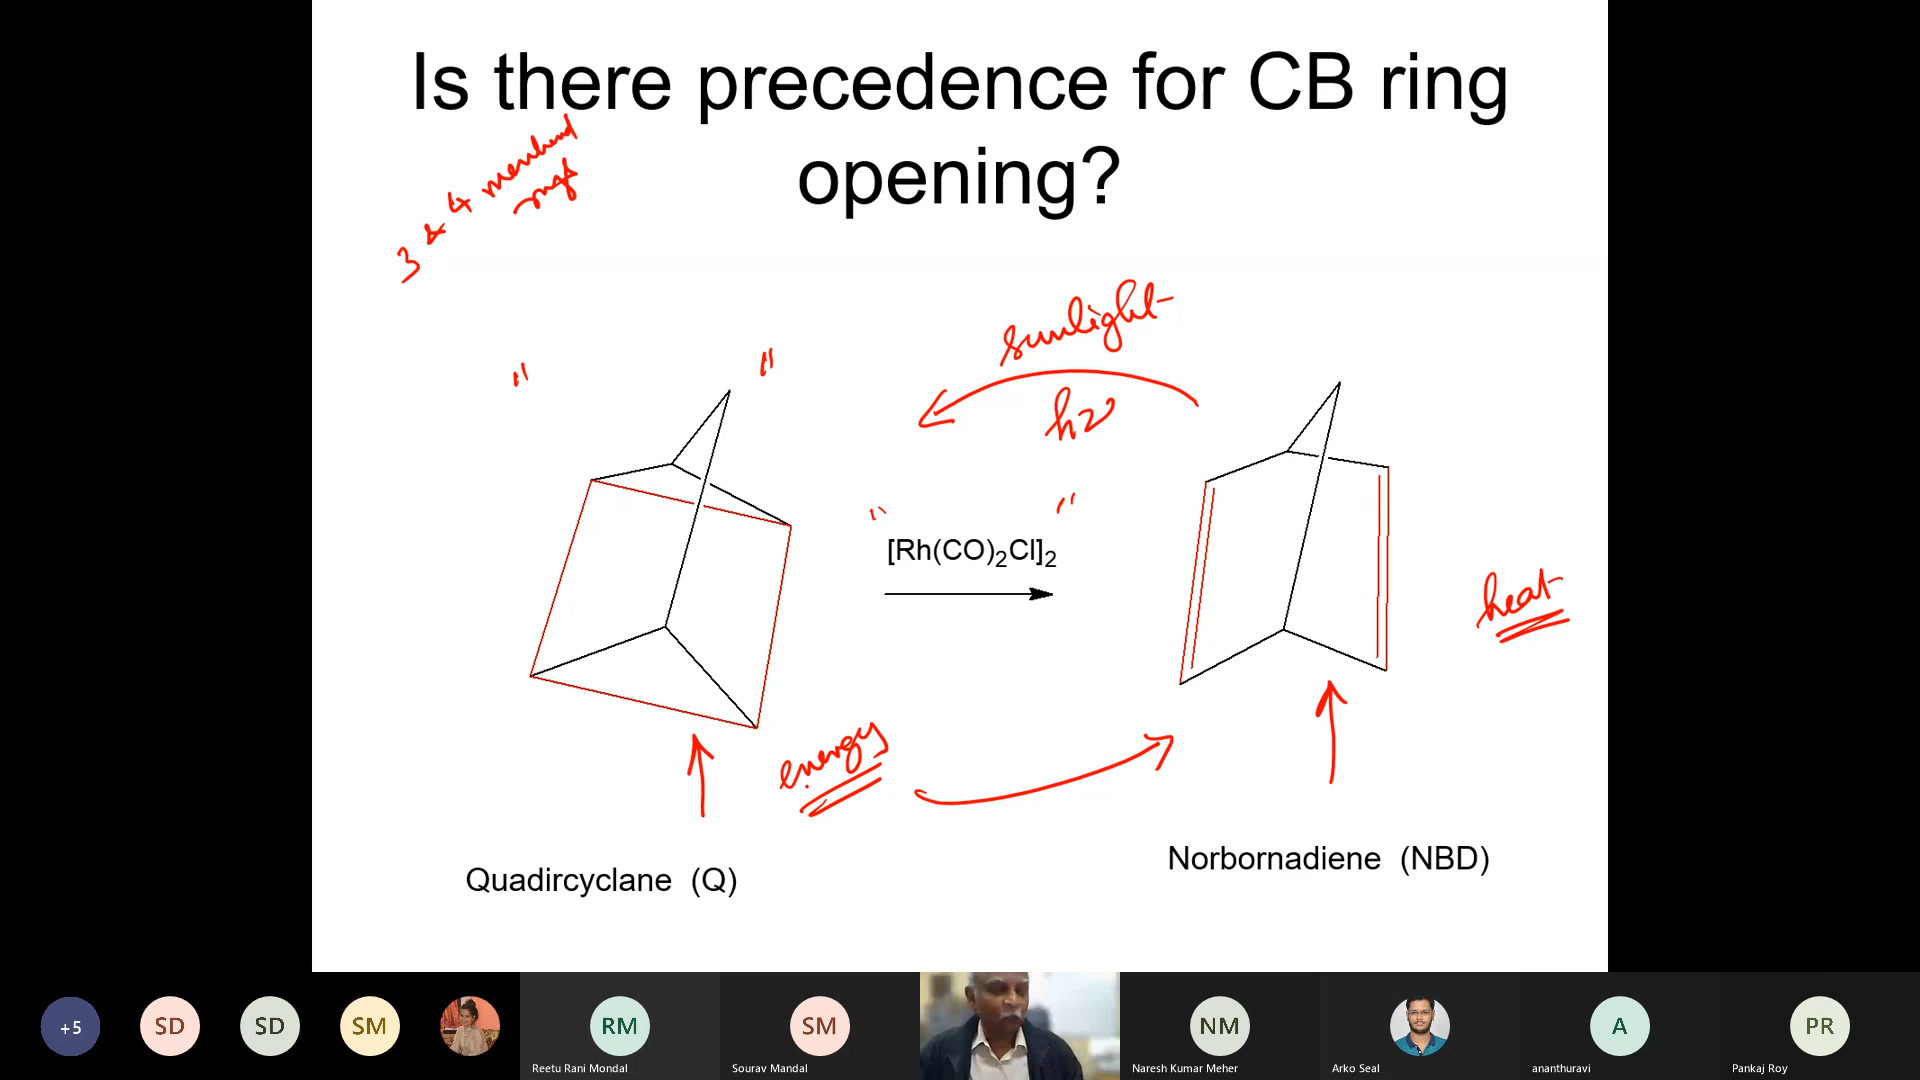 Is there precedence for CB ring
opening?
3 & 4 membered
rings
sunlight
hν
" "
" "
[Rh(CO)2Cl]2
heat
energy
Quadircyclane (Q)
Norbornadiene (NBD)
+5
SD
SD
SM
RM
Reetu Rani Mondal
SM
Sourav Mandal
NM
Naresh Kumar Meher
Arko Seal
A
ananthuravi
PR
Pankaj Roy